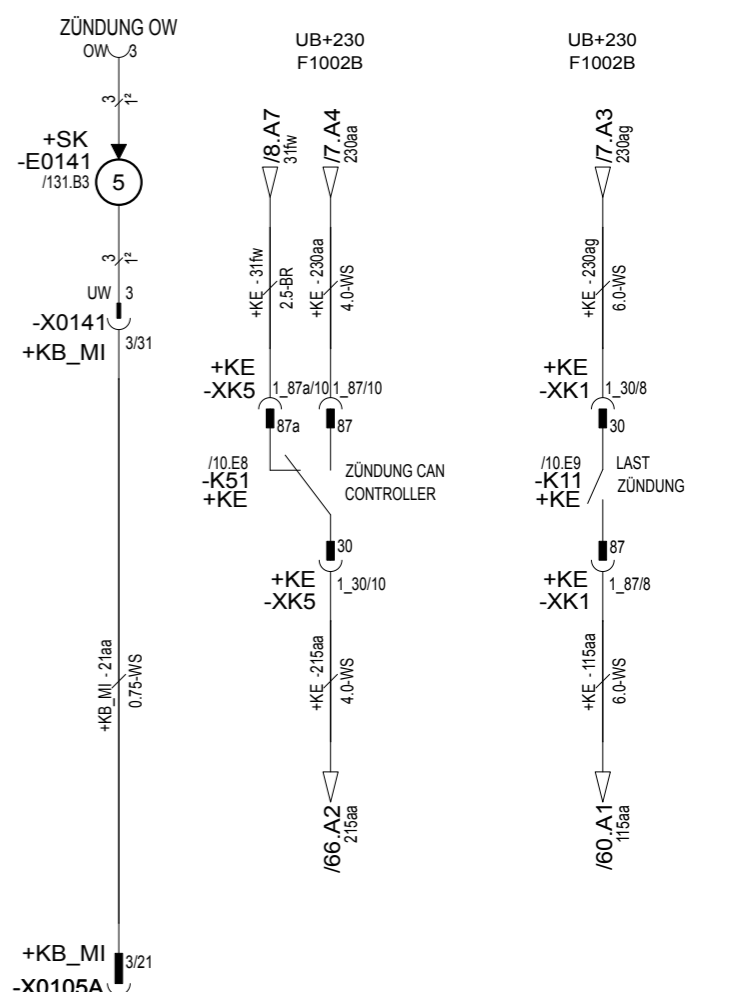 ZÜNDUNG OW
OW 3
3 1²
+SK
-E0141
/131.B3
5
3 1²
UW 3
-X0141
+KB_MI 3/31
+KB_MI - 21aa
0.75-WS
+KB_MI 3/21
-X0105A
UB+230
F1002B
/8.A7
31fw
/7.A4
230aa
+KE - 31fw
2.5-BR
+KE - 230aa
4.0-WS
+KE
-XK5 1_87a/10 1_87/10
87a 87
/10.E8
-K51
+KE
ZÜNDUNG CAN
CONTROLLER
30
+KE
-XK5 1_30/10
+KE -215aa
4.0-WS
/66.A2
215aa
UB+230
F1002B
/7.A3
230ag
+KE - 230ag
6.0-WS
+KE
-XK1 1_30/8
30
/10.E9
-K11
+KE
LAST
ZÜNDUNG
87
+KE
-XK1 1_87/8
+KE - 115aa
6.0-WS
/60.A1
115aa